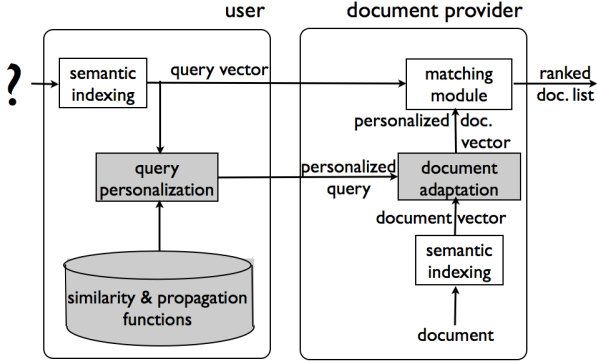 user
document provider
?
semantic
indexing
query vector
matching
module
ranked
doc. list
personalized doc.
vector
query
personalization
personalized
query
document
adaptation
document vector
semantic
indexing
similarity & propagation
functions
document